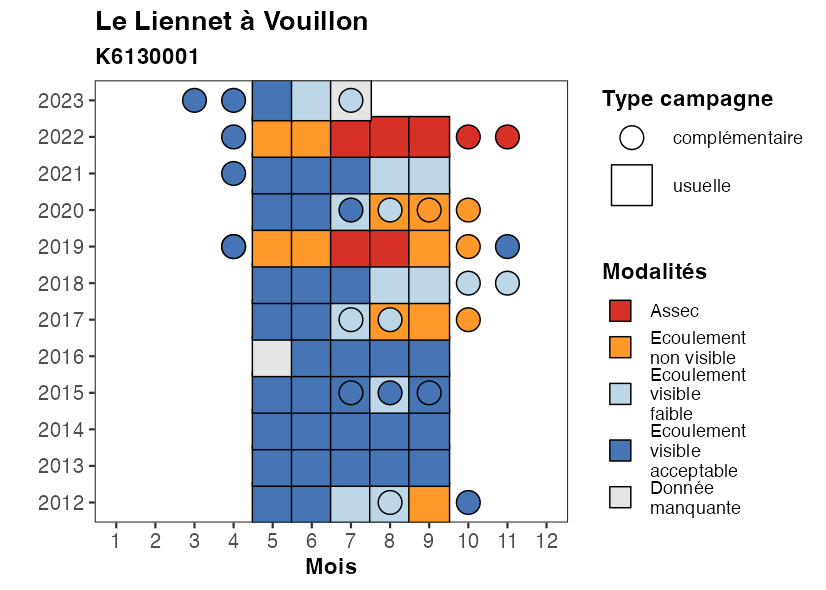 Le Liennet à Vouillon
K6130001
2023
2022
2021
2020
2019
2018
2017
2016
2015
2014
2013
2012
1 2 3 4 5 6 7 8 9 10 11 12
Mois
Type campagne
complémentaire
usuelle
Modalités
Assec
Ecoulement
non visible
Ecoulement
visible
faible
Ecoulement
visible
acceptable
Donnée
manquante